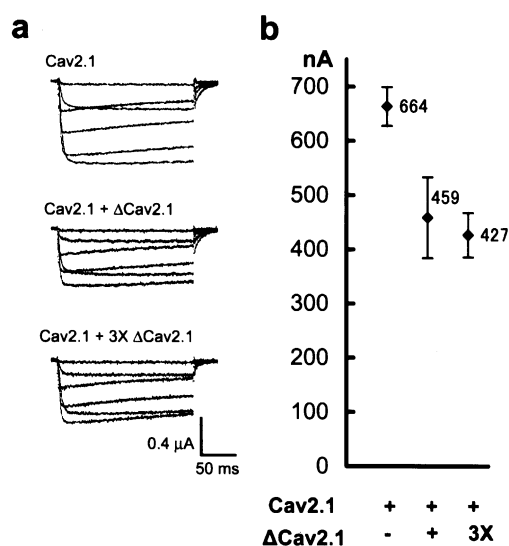 a
Cav2.1
Cav2.1 + ΔCav2.1
Cav2.1 + 3X ΔCav2.1
0.4 µA
50 ms
b
nA
700
600
500
400
300
200
100
0
664
459
427
Cav2.1 + + +
ΔCav2.1 - + 3X